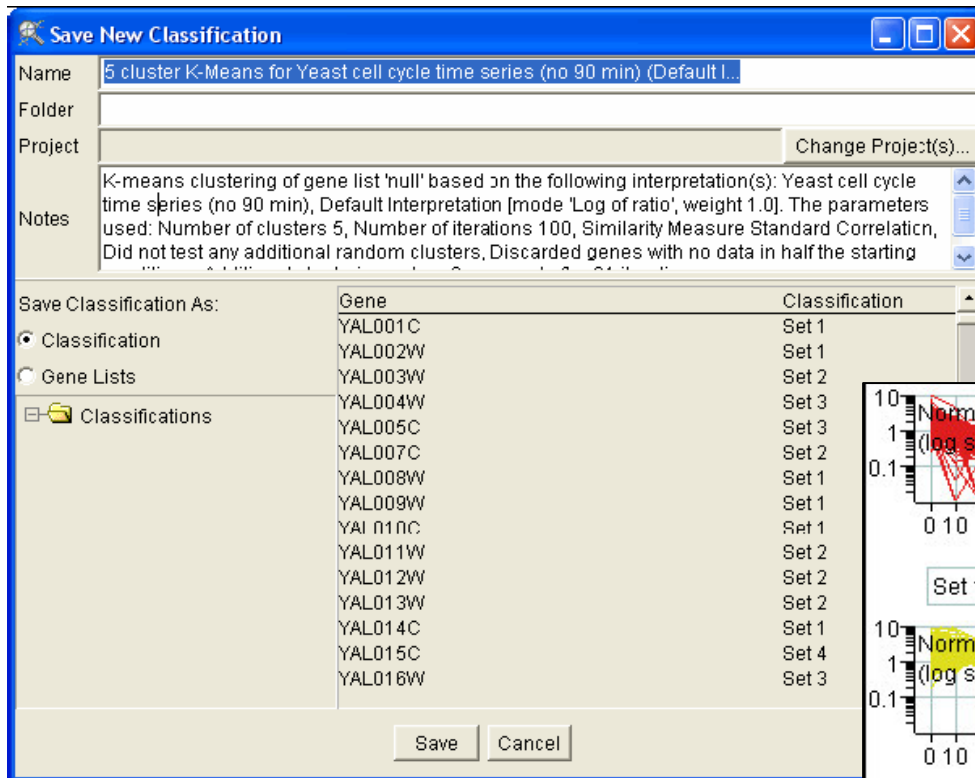 Save New Classification
Name 5 cluster K-Means for Yeast cell cycle time series (no 90 min) (Default I...
Folder
Project Change Project(s)...
Notes
K-means clustering of gene list 'null' based on the following interpretation(s): Yeast cell cycle
time series (no 90 min), Default Interpretation [mode 'Log of ratio', weight 1.0]. The parameters
used: Number of clusters 5, Number of iterations 100, Similarity Measure Standard Correlation,
Did not test any additional random clusters, Discarded genes with no data in half the starting
Save Classification As:
Classification
Gene Lists
Classifications
Gene Classification
YAL001C Set 1
YAL002W Set 1
YAL003W Set 2
YAL004W Set 3
YAL005C Set 3
YAL007C Set 2
YAL008W Set 1
YAL009W Set 1
YAL010C Set 1
YAL011W Set 2
YAL012W Set 2
YAL013W Set 2
YAL014C Set 1
YAL015C Set 4
YAL016W Set 3
Save Cancel
10 Norm
1 (log s
0.1
0 10
Set
10 Norm
1 (log s
0.1
0 10